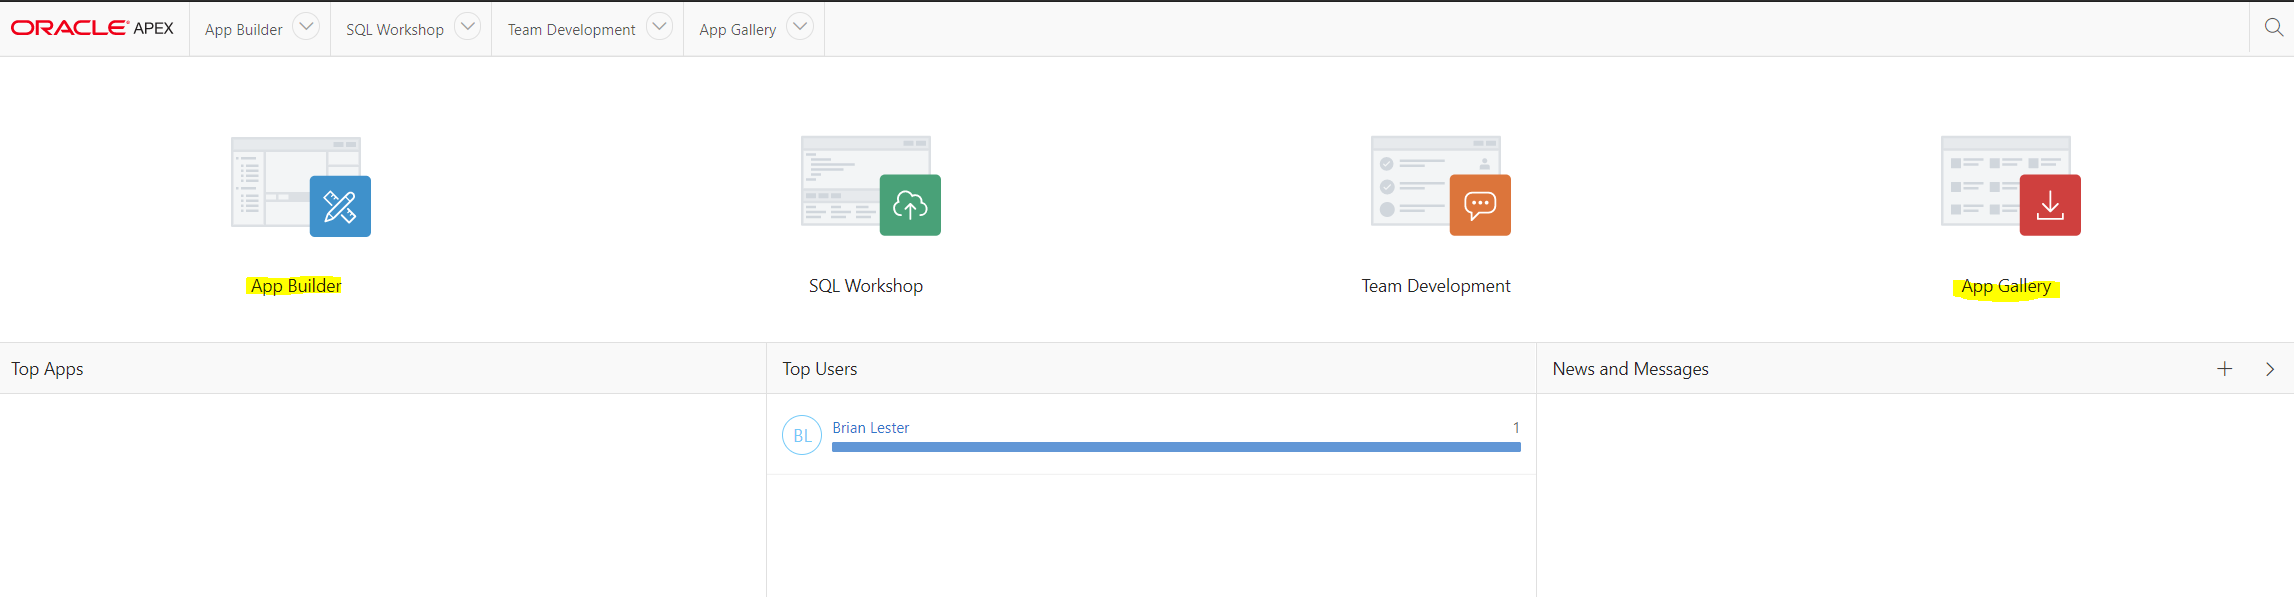 ORACLE APEX App Builder SQL Workshop Team Development App Gallery
App Builder SQL Workshop Team Development App Gallery
Top Apps Top Users News and Messages
BL Brian Lester 1